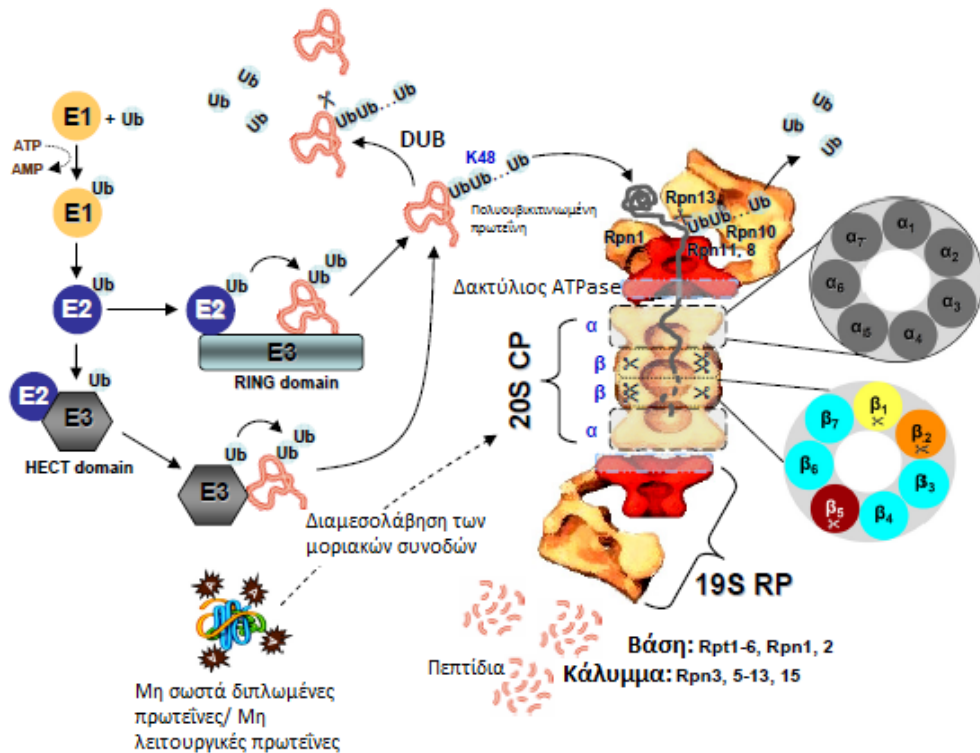 E1 + Ub
ATP
AMP
Ub
E1
Ub
E2
Ub
E2
E3
HECT domain
Ub
E2
Ub
Ub
E3
RING domain
Ub
Ub
Ub
E3
Ub
Ub
Ub
UbUb...Ub
DUB
K48
UbUb...Ub
Πολυουβικιτινιωμένη
πρωτεΐνη
Rpn13
UbUb...Ub
Rpn1
Rpn10
Rpn11, 8
Ub
Ub
Ub
Δακτύλιος ATPase
20S CP
α
β
β
α
α1
α2
α3
α4
α5
α6
α7
β1
β2
β3
β4
β5
β6
β7
Διαμεσολάβηση των
μοριακών συνοδών
19S RP
Βάση: Rpt1-6, Rpn1, 2
Κάλυμμα: Rpn3, 5-13, 15
Πεπτίδια
Μη σωστά διπλωμένες
πρωτεΐνες/ Μη
λειτουργικές πρωτεΐνες